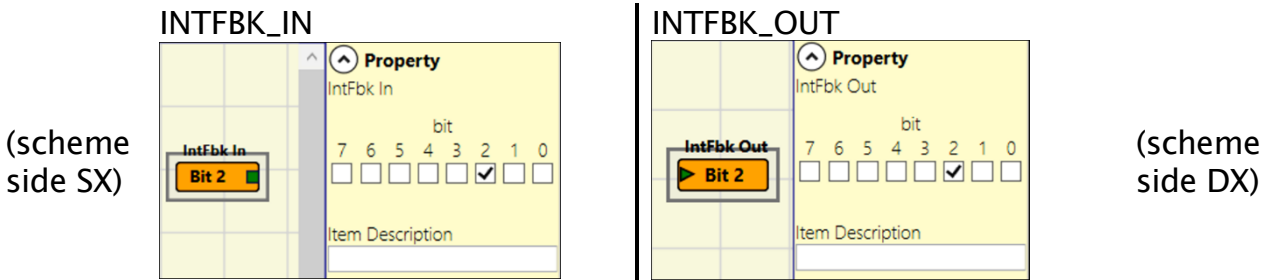 INTFBK_IN
Property
IntFbk In
bit
7 6 5 4 3 2 1 0
Item Description
IntFbk In
Bit 2
(scheme
side SX)
INTFBK_OUT
Property
IntFbk Out
bit
7 6 5 4 3 2 1 0
Item Description
IntFbk Out
Bit 2
(scheme
side DX)